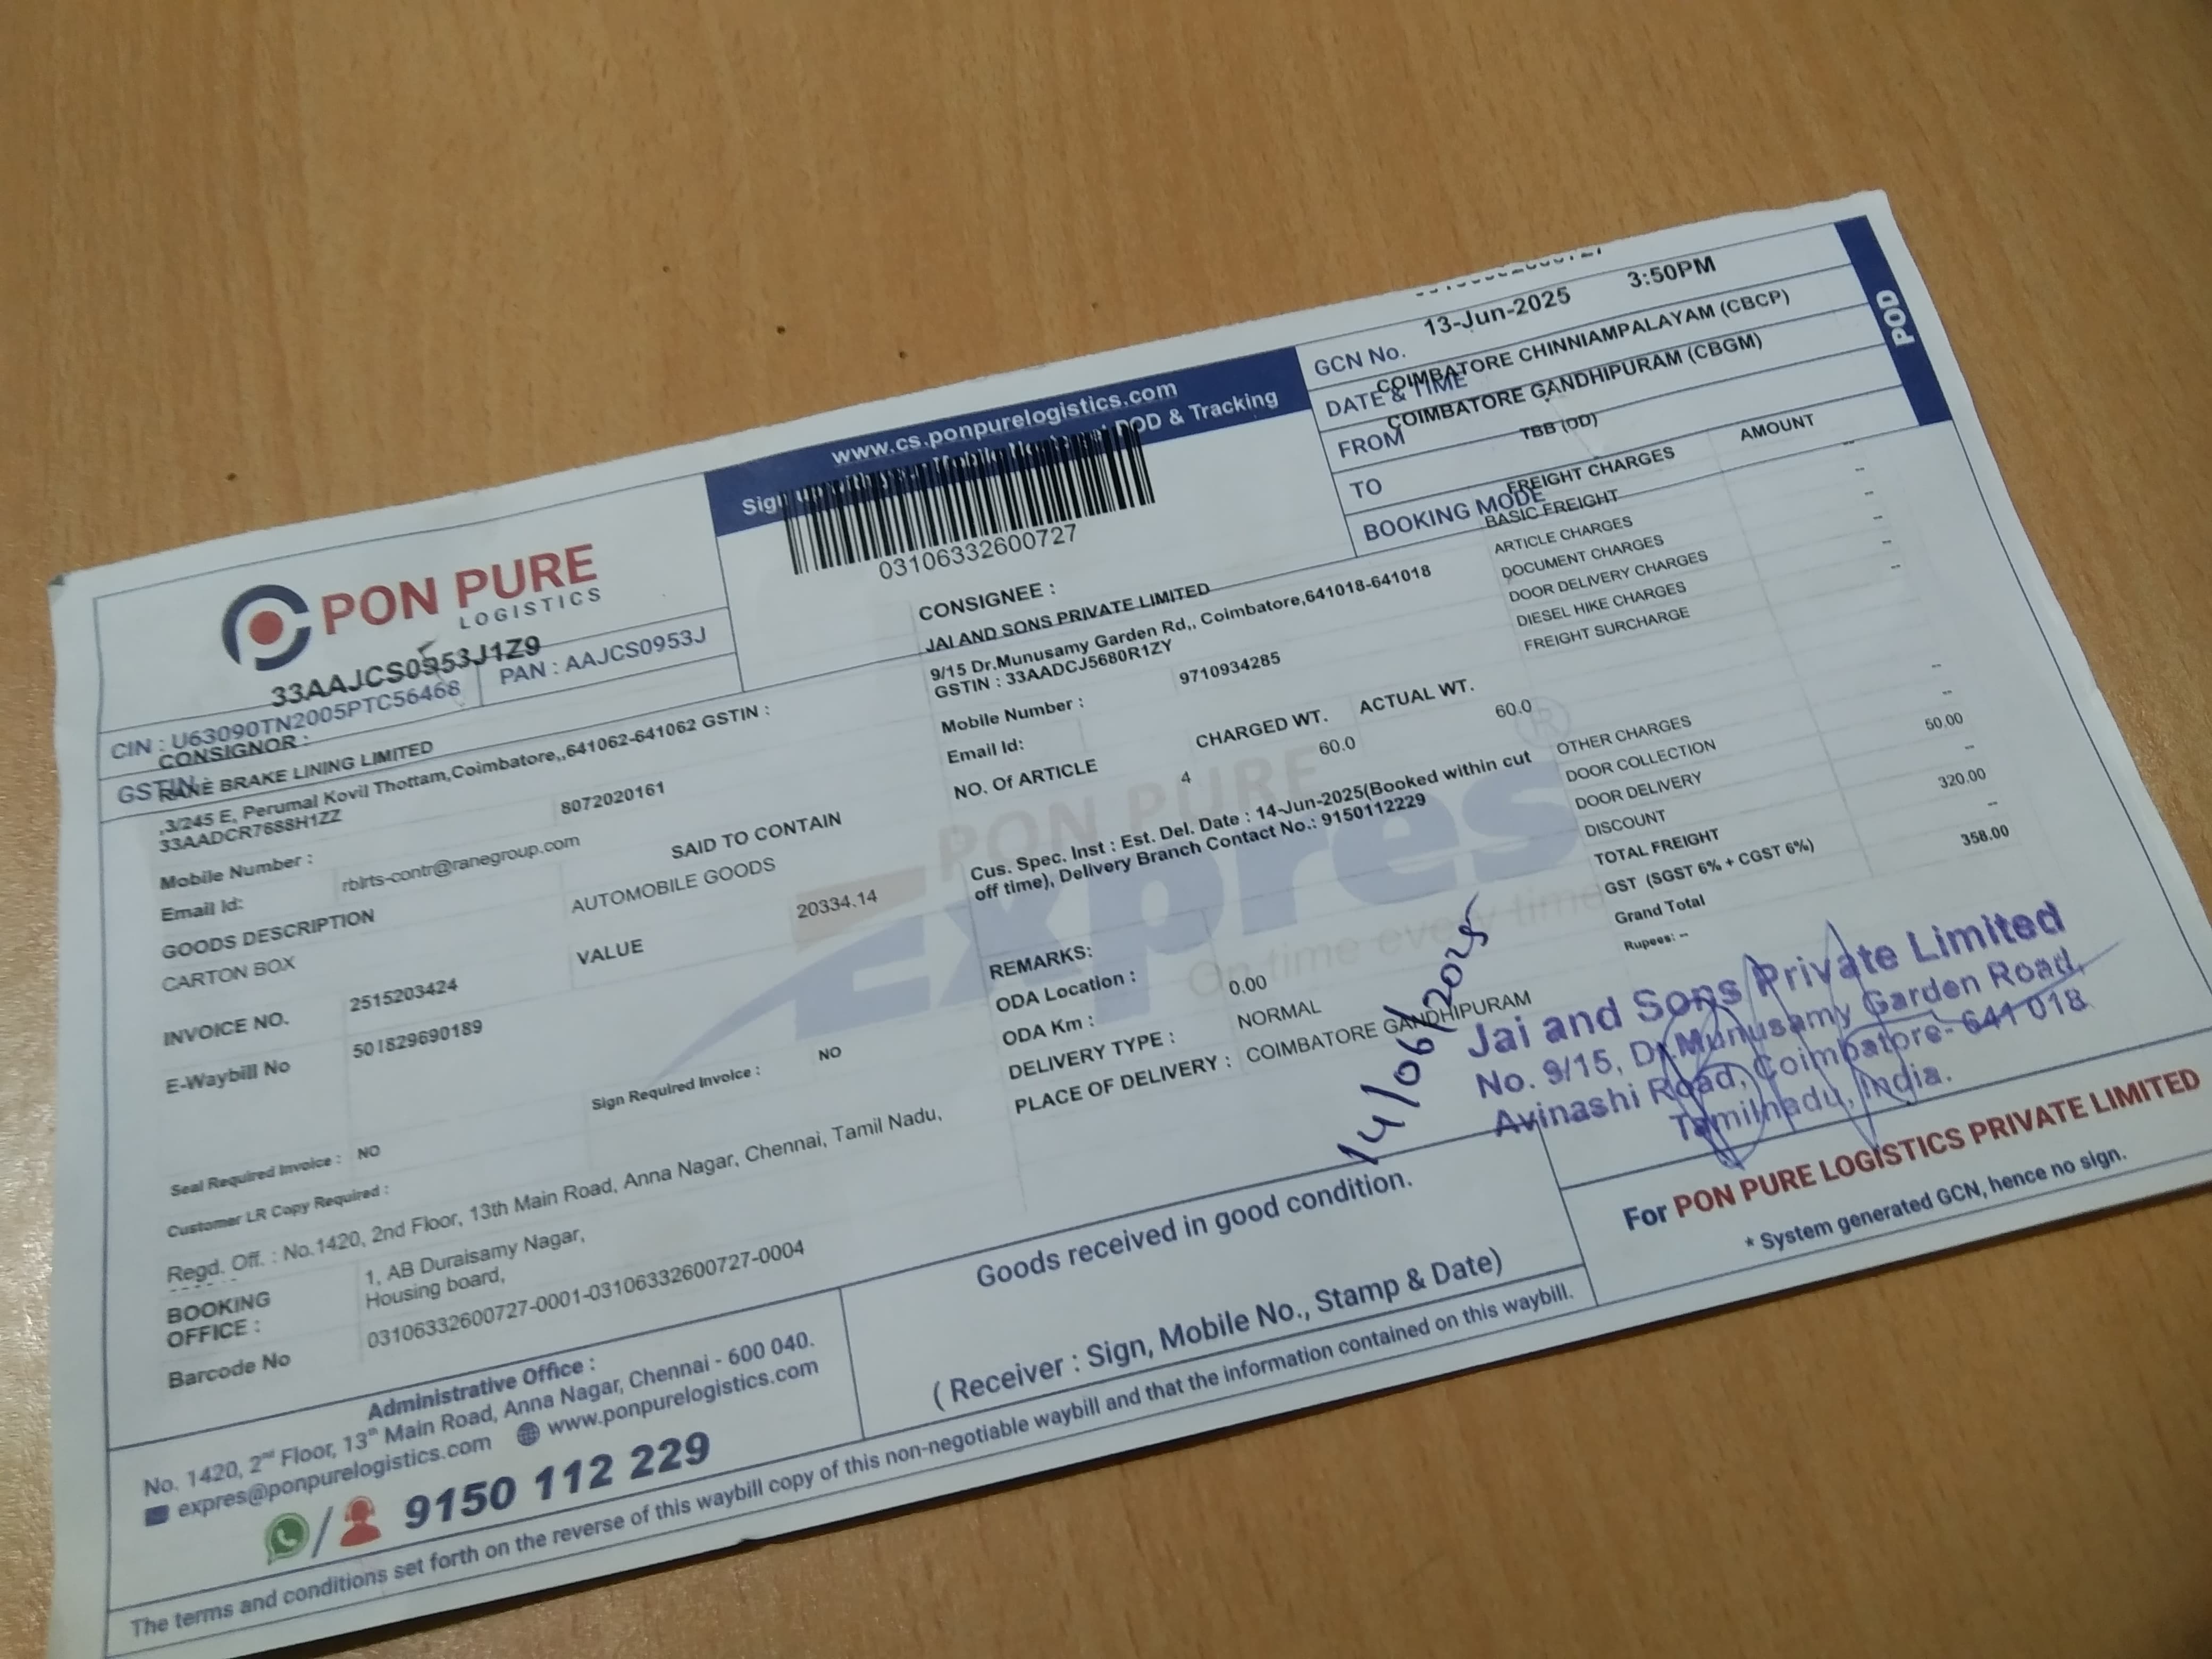 POD
www.cs.ponpurelogistics.com
Sign up with your Mobile No to get POD & Tracking
03106332600727
GCN No.
13-Jun-2025 3:50PM
DATE & TIME
COIMBATORE CHINNIAMPALAYAM (CBCP)
FROM
COIMBATORE GANDHIPURAM (CBGM)
TO
TBB (OD)
BOOKING MODE
PON PURE
LOGISTICS
33AAJCS0953J1Z9
CIN : U63090TN2005PTC56468
PAN : AAJCS0953J
GSTIN
CONSIGNOR :
RANE BRAKE LINING LIMITED
,3/245 E, Perumal Kovil Thottam,Coimbatore,,641062-641062 GSTIN :
33AADCR7688H1ZZ
Mobile Number : 8072020161
Email Id: rblrts-contr@ranegroup.com
GOODS DESCRIPTION SAID TO CONTAIN
CARTON BOX AUTOMOBILE GOODS
INVOICE NO. 2515203424 VALUE 20334.14
E-Waybill No 501829690189
Sign Required Invoice : NO
Seal Required Invoice : NO
Customer LR Copy Required :
Regd. Off. : No.1420, 2nd Floor, 13th Main Road, Anna Nagar, Chennai, Tamil Nadu,
BOOKING OFFICE : 1, AB Duraisamy Nagar,
Housing board,
Barcode No 03106332600727-0001-03106332600727-0004
CONSIGNEE :
JAI AND SONS PRIVATE LIMITED
9/15 Dr.Munusamy Garden Rd,, Coimbatore,641018-641018
GSTIN : 33AADCJ5680R1ZY
Mobile Number : 9710934285
Email Id:
NO. Of ARTICLE CHARGED WT. ACTUAL WT.
4 60.0 60.0
Cus. Spec. Inst : Est. Del. Date : 14-Jun-2025(Booked within cut
off time), Delivery Branch Contact No.: 9150112229
PON PURE
Expres
®
On time every time
REMARKS:
ODA Location :
ODA Km : 0.00
DELIVERY TYPE : NORMAL
PLACE OF DELIVERY : COIMBATORE GANDHIPURAM
FREIGHT CHARGES AMOUNT
BASIC FREIGHT --
ARTICLE CHARGES --
DOCUMENT CHARGES --
DOOR DELIVERY CHARGES --
DIESEL HIKE CHARGES --
FREIGHT SURCHARGE --
OTHER CHARGES --
DOOR COLLECTION --
DOOR DELIVERY 50.00
DISCOUNT --
TOTAL FREIGHT 320.00
GST (SGST 6% + CGST 6%) --
Grand Total 358.00
Rupees: --
14/06/2025
Jai and Sons Private Limited
No. 9/15, Dr.Munusamy Garden Road,
Avinashi Road, Coimbatore- 641 018
Tamilnadu, India.
For PON PURE LOGISTICS PRIVATE LIMITED
* System generated GCN, hence no sign.
Goods received in good condition.
( Receiver : Sign, Mobile No., Stamp & Date)
Administrative Office :
No. 1420, 2nd Floor, 13th Main Road, Anna Nagar, Chennai - 600 040.
expres@ponpurelogistics.com www.ponpurelogistics.com
9150 112 229
The terms and conditions set forth on the reverse of this waybill copy of this non-negotiable waybill and that the information contained on this waybill.